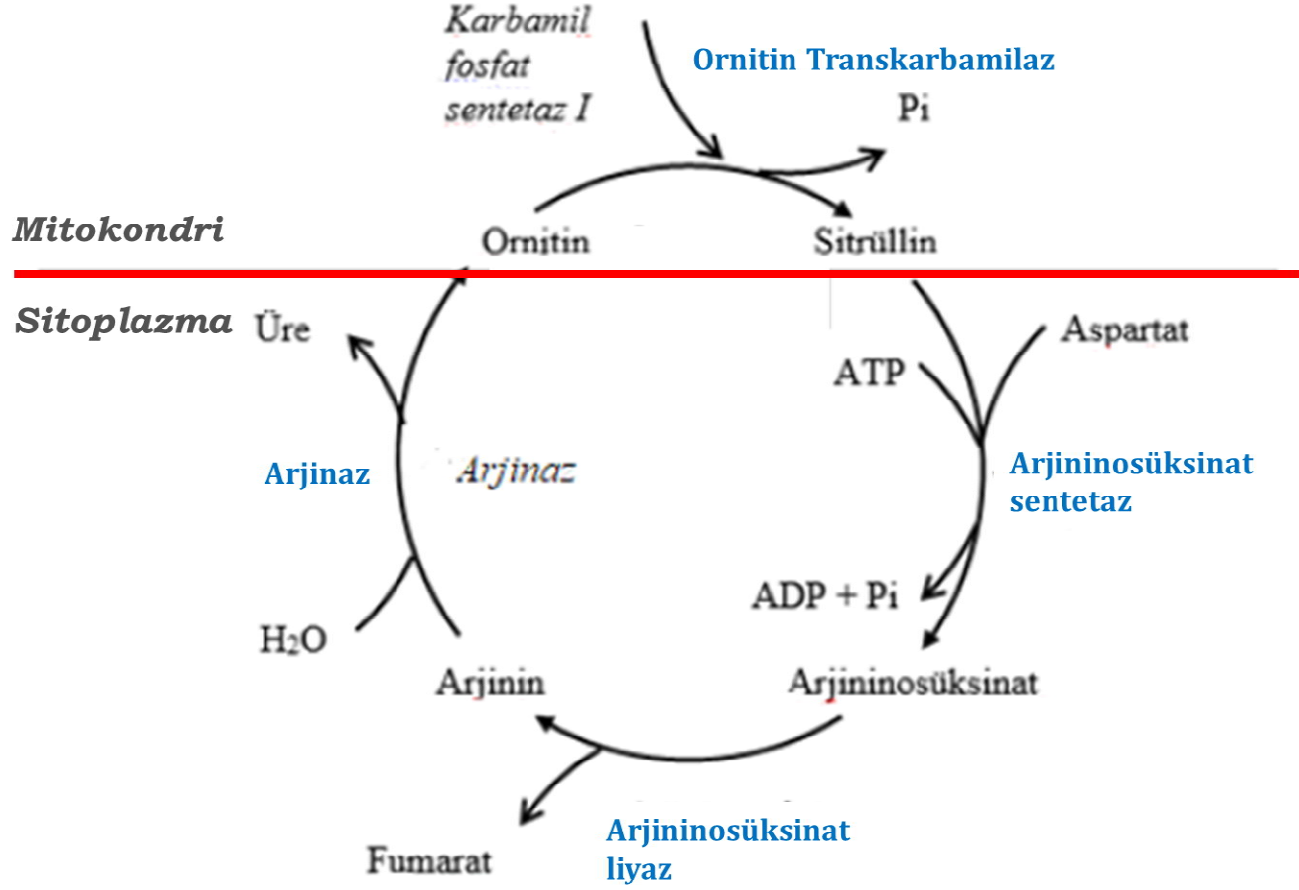 Karbamil
fosfat
sentetaz I
Ornitin Transkarbamilaz
Pi
Mitokondri
Ornitin
Sitrüllin
Sitoplazma
Üre
Aspartat
ATP
Arjinaz
Arjinaz
Arjininosüksinat
sentetaz
ADP + Pi
H2O
Arjinin
Arjininosüksinat
Arjininosüksinat
liyaz
Fumarat